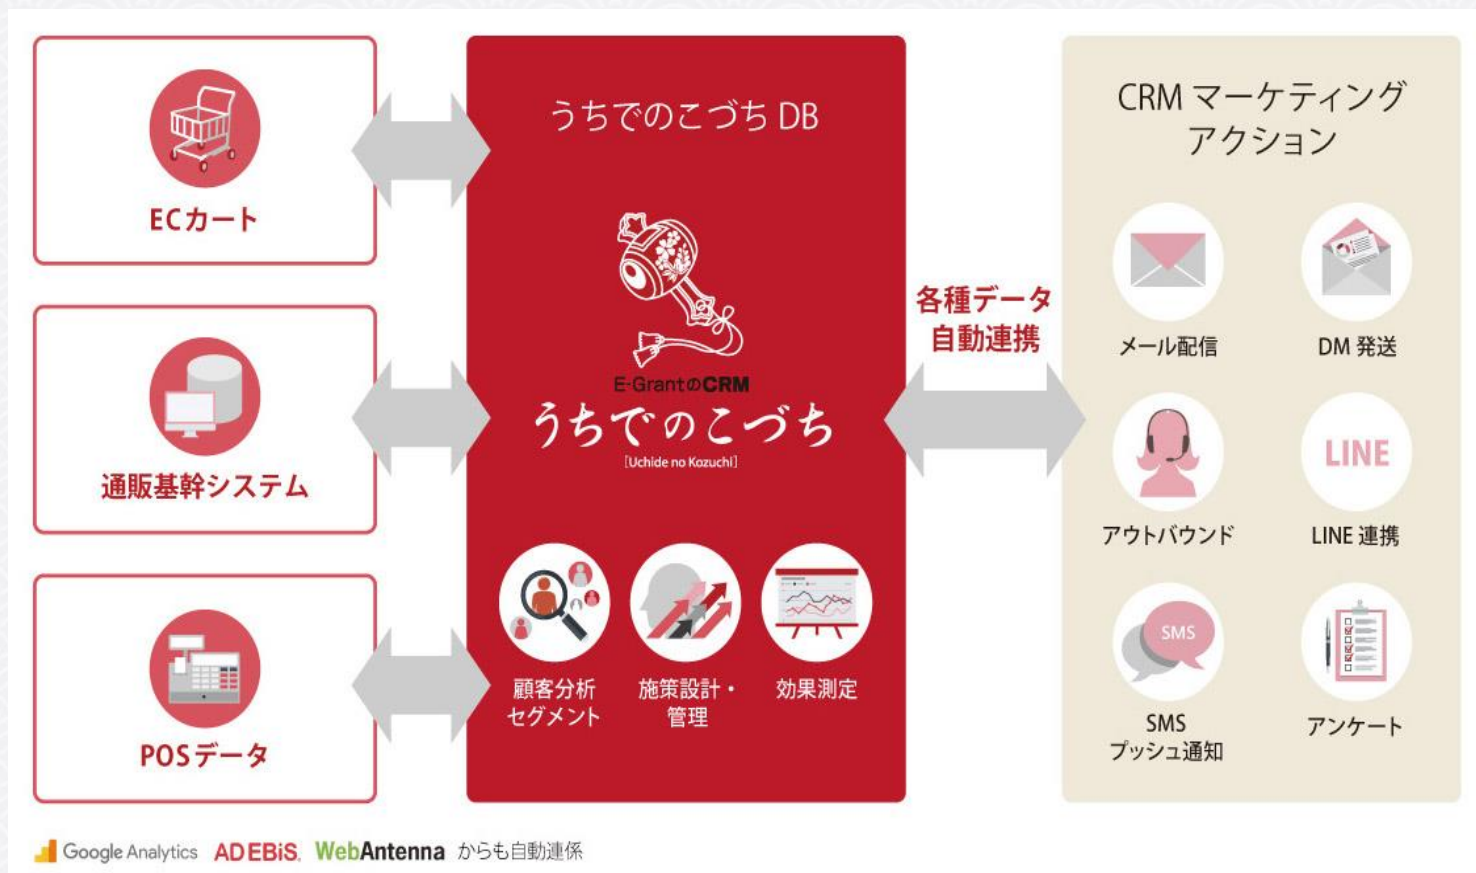 ECカート
通販基幹システム
POSデータ
うちでのこづち DB
E-GrantのCRM
うちでのこづち
[Uchide no Kozuchi]
顧客分析
セグメント
施策設計・
管理
効果測定
各種データ
自動連携
CRM マーケティング
アクション
メール配信
DM 発送
アウトバウンド
LINE
LINE 連携
SMS
SMS
プッシュ通知
アンケート
Google Analytics AD EBiS. WebAntenna からも自動連係